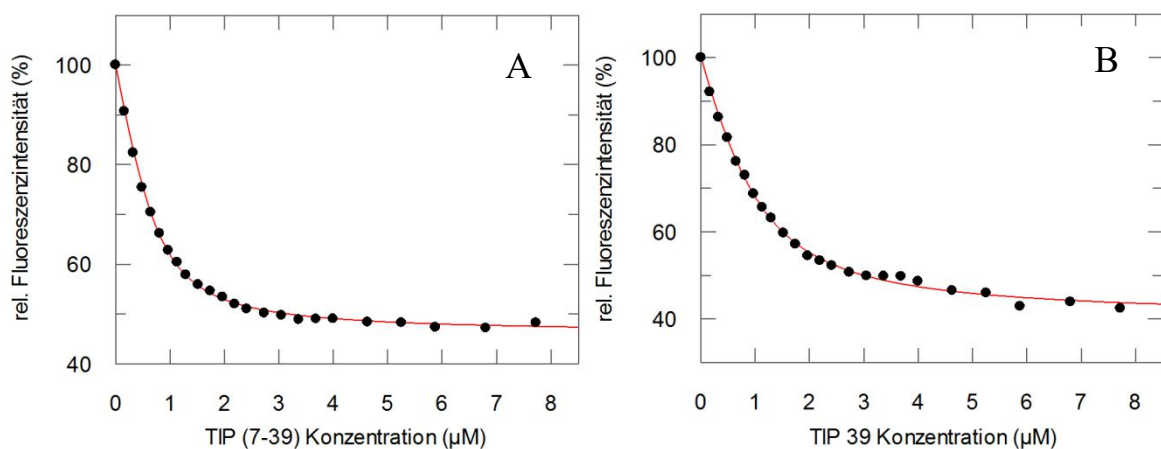 A
rel. Fluoreszenzintensität (%)
100
80
60
40
0 1 2 3 4 5 6 7 8
TIP (7-39) Konzentration (µM)
B
rel. Fluoreszenzintensität (%)
100
80
60
40
0 1 2 3 4 5 6 7 8
TIP 39 Konzentration (µM)